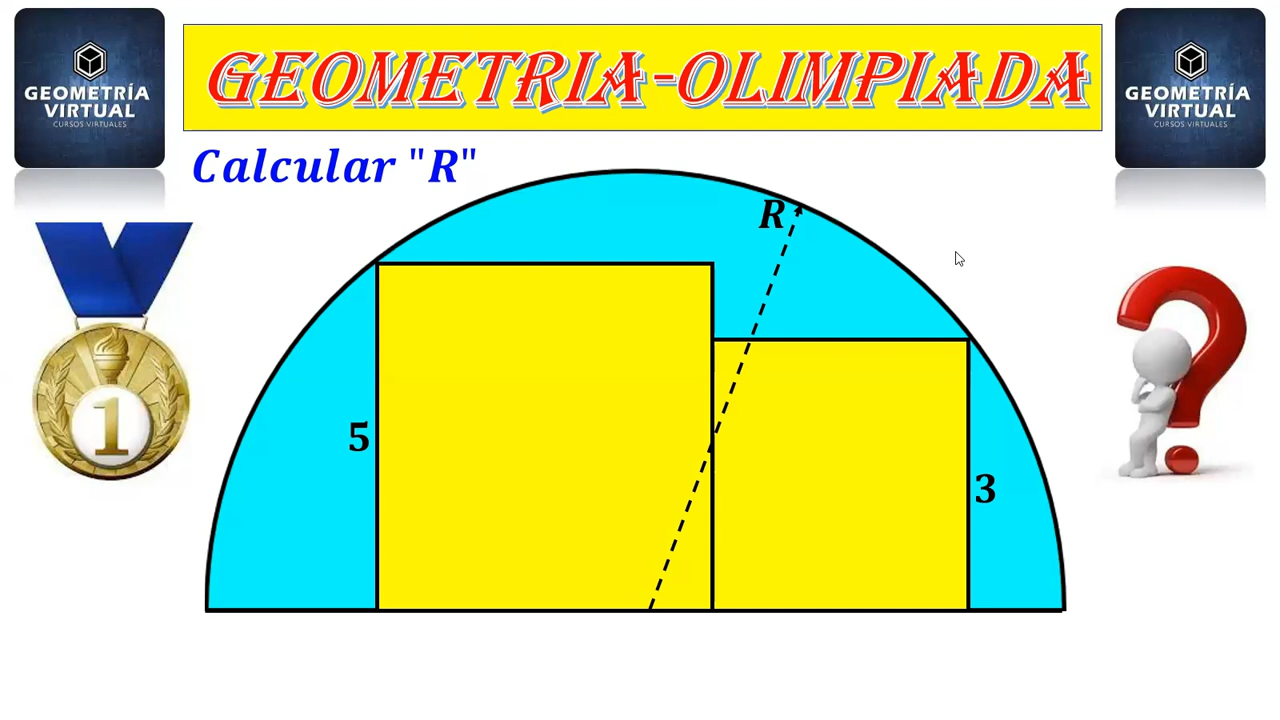 GEOMETRIA-OLIMPIADA
GEOMETRÍA
VIRTUAL
CURSOS VIRTUALES
GEOMETRÍA
VIRTUAL
CURSOS VIRTUALES
Calcular "R"
R
5
3
1